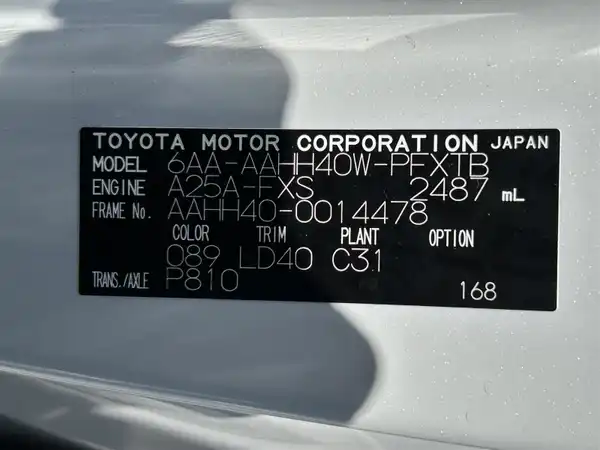 TOYOTA MOTOR CORPORATION JAPAN
MODEL 6AA-AAHH40W-PFXTB
ENGINE A25A-FXS 2487 mL
FRAME No. AAHH40-0014478
COLOR TRIM PLANT OPTION
089 LD40 C31
TRANS./AXLE P810
168